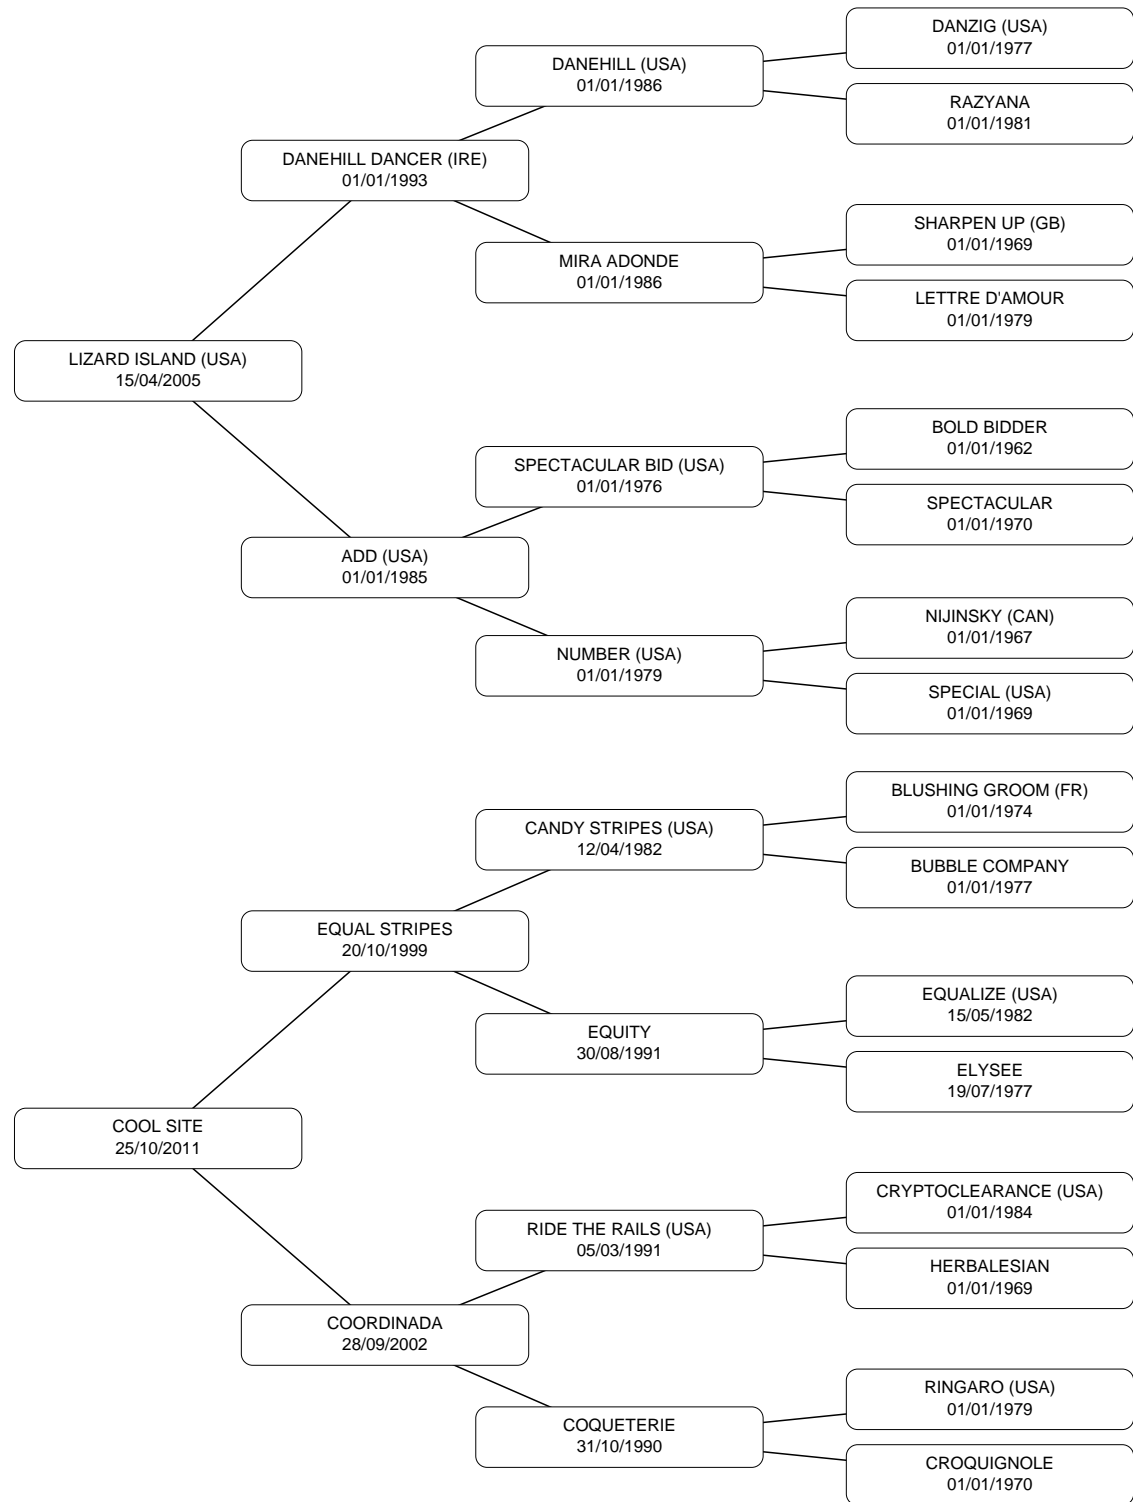 DANZIG (USA)
01/01/1977
DANEHILL (USA)
01/01/1986
RAZYANA
01/01/1981
DANEHILL DANCER (IRE)
01/01/1993
SHARPEN UP (GB)
01/01/1969
MIRA ADONDE
01/01/1986
LETTRE D'AMOUR
01/01/1979
LIZARD ISLAND (USA)
15/04/2005
BOLD BIDDER
01/01/1962
SPECTACULAR BID (USA)
01/01/1976
SPECTACULAR
01/01/1970
ADD (USA)
01/01/1985
NIJINSKY (CAN)
01/01/1967
NUMBER (USA)
01/01/1979
SPECIAL (USA)
01/01/1969
BLUSHING GROOM (FR)
01/01/1974
CANDY STRIPES (USA)
12/04/1982
BUBBLE COMPANY
01/01/1977
EQUAL STRIPES
20/10/1999
EQUALIZE (USA)
15/05/1982
EQUITY
30/08/1991
ELYSEE
19/07/1977
COOL SITE
25/10/2011
CRYPTOCLEARANCE (USA)
01/01/1984
RIDE THE RAILS (USA)
05/03/1991
HERBALESIAN
01/01/1969
COORDINADA
28/09/2002
RINGARO (USA)
01/01/1979
COQUETERIE
31/10/1990
CROQUIGNOLE
01/01/1970